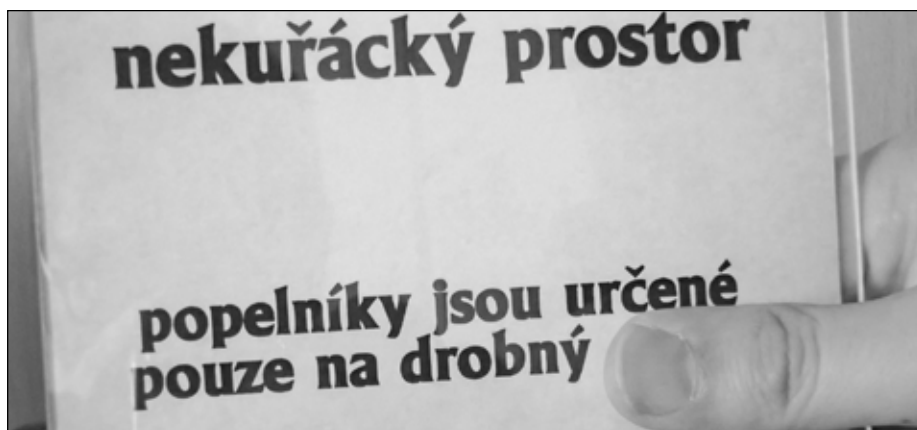 nekuřácký prostor
popelníky jsou určené
pouze na drobný